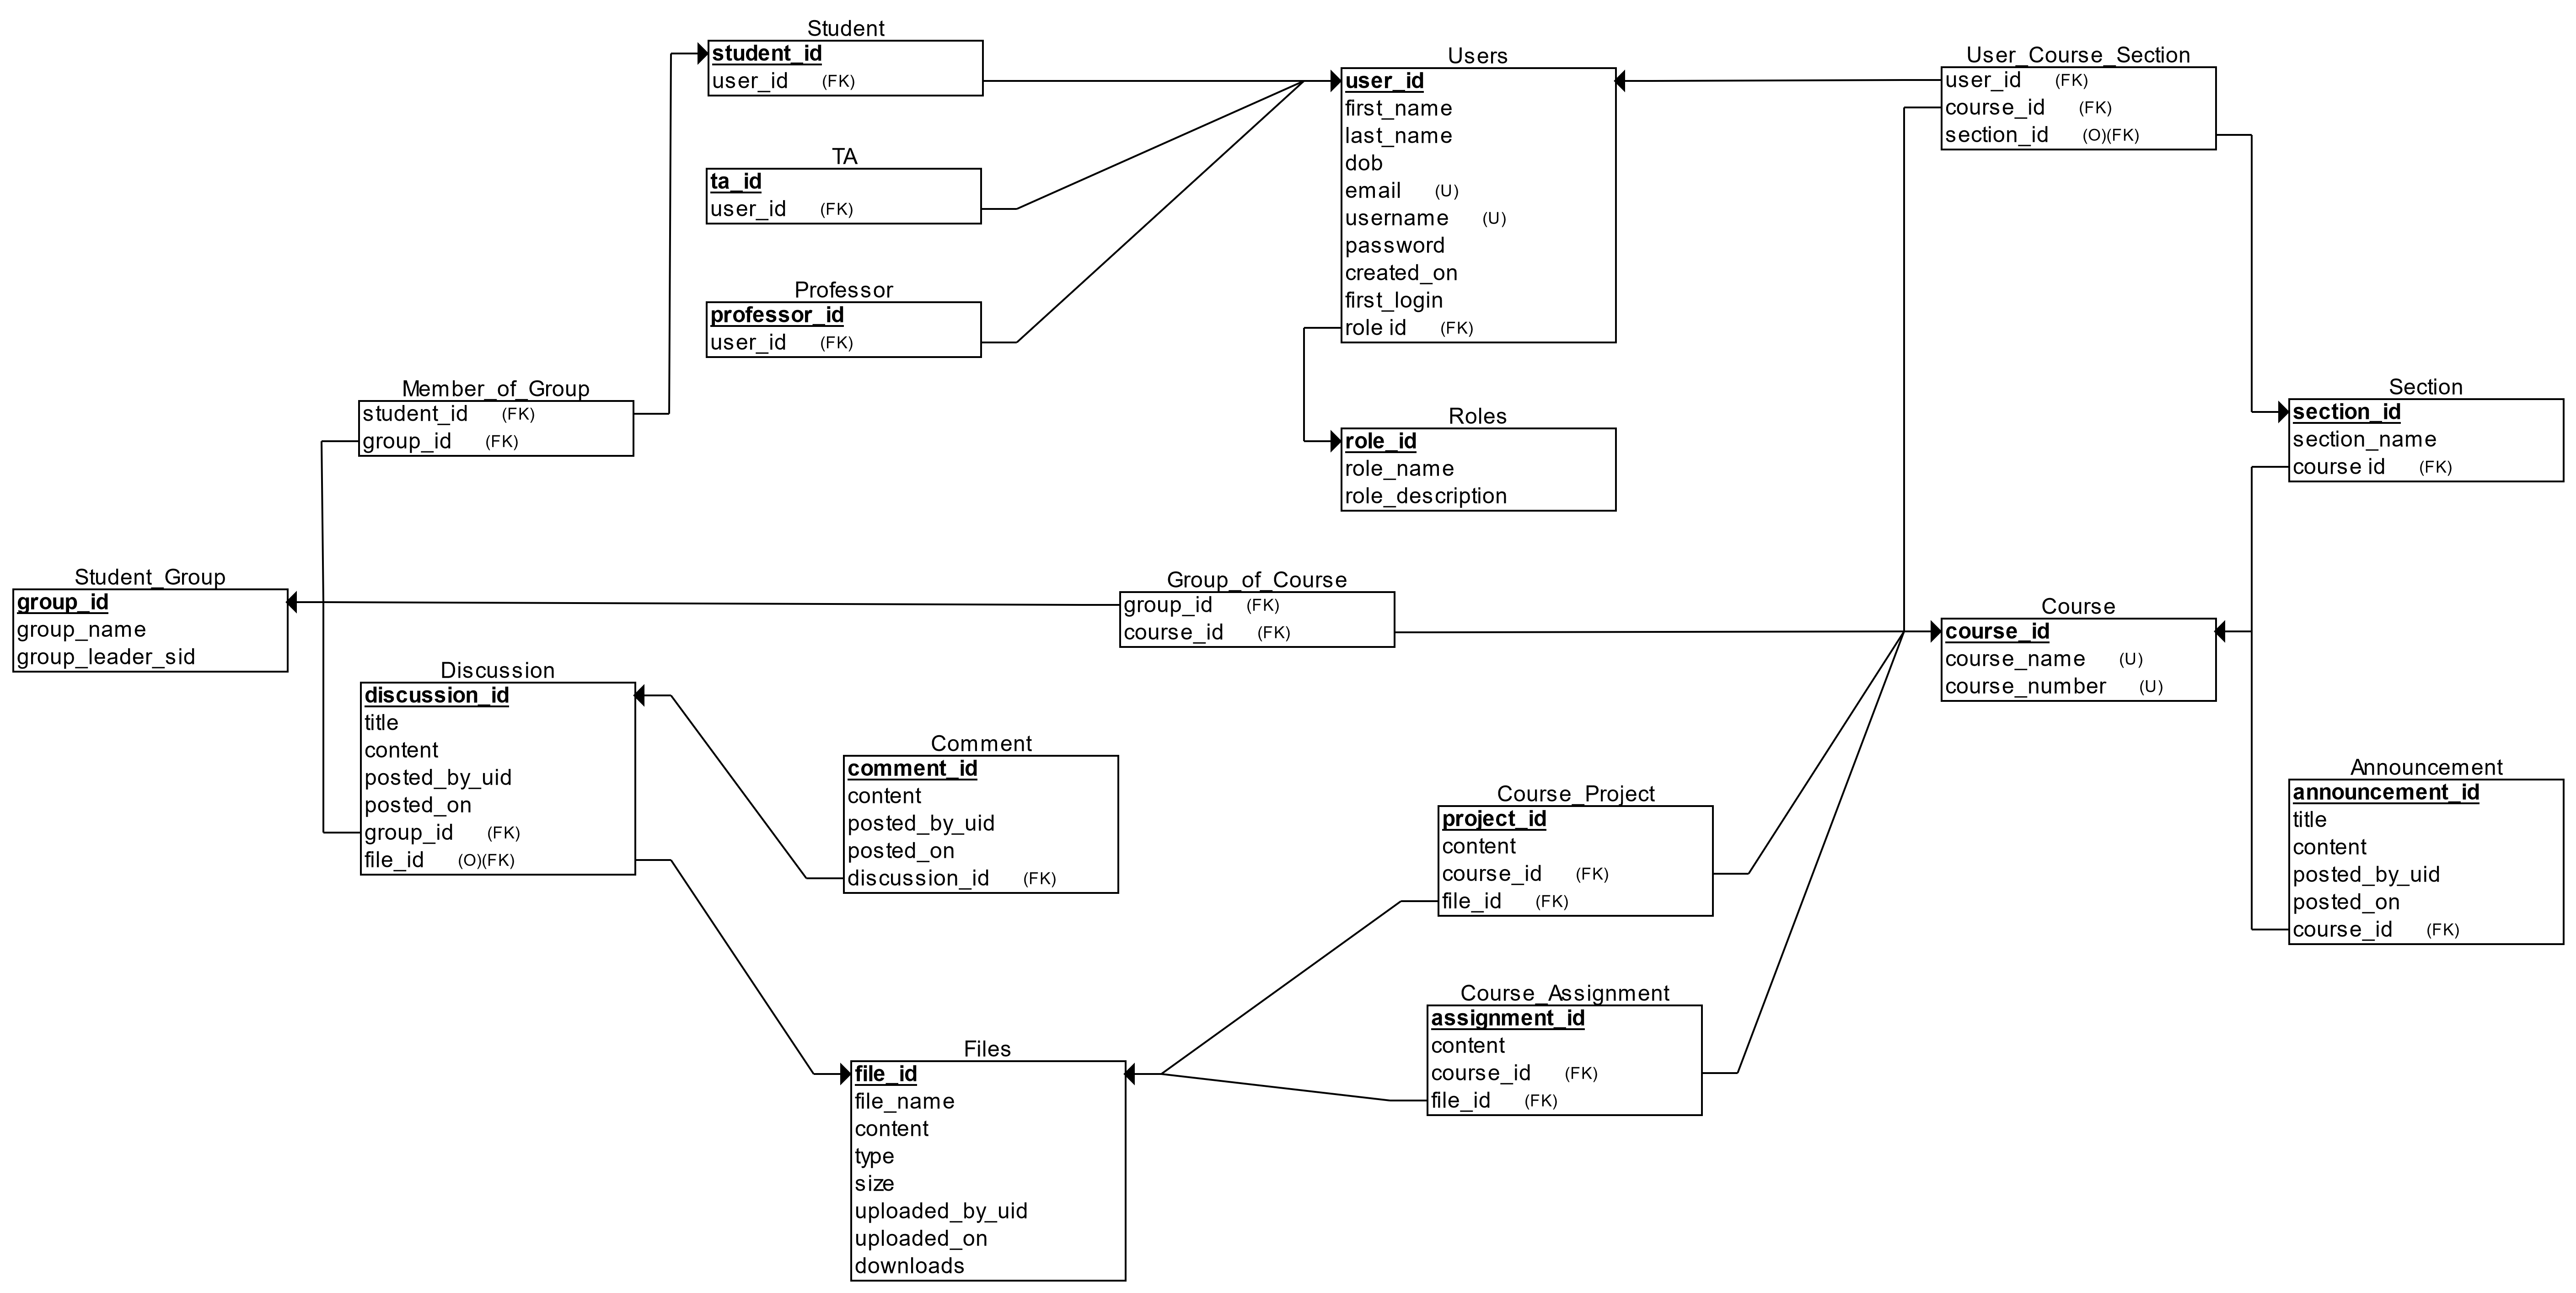 Student
student_id
user_id (FK)
TA
ta_id
user_id (FK)
Professor
professor_id
user_id (FK)
Users
user_id
first_name
last_name
dob
email (U)
username (U)
password
created_on
first_login
role id (FK)
User_Course_Section
user_id (FK)
course_id (FK)
section_id (O)(FK)
Member_of_Group
student_id (FK)
group_id (FK)
Roles
role_id
role_name
role_description
Section
section_id
section_name
course id (FK)
Student_Group
group_id
group_name
group_leader_sid
Group_of_Course
group_id (FK)
course_id (FK)
Course
course_id
course_name (U)
course_number (U)
Discussion
discussion_id
title
content
posted_by_uid
posted_on
group_id (FK)
file_id (O)(FK)
Comment
comment_id
content
posted_by_uid
posted_on
discussion_id (FK)
Course_Project
project_id
content
course_id (FK)
file_id (FK)
Announcement
announcement_id
title
content
posted_by_uid
posted_on
course_id (FK)
Course_Assignment
assignment_id
content
course_id (FK)
file_id (FK)
Files
file_id
file_name
content
type
size
uploaded_by_uid
uploaded_on
downloads